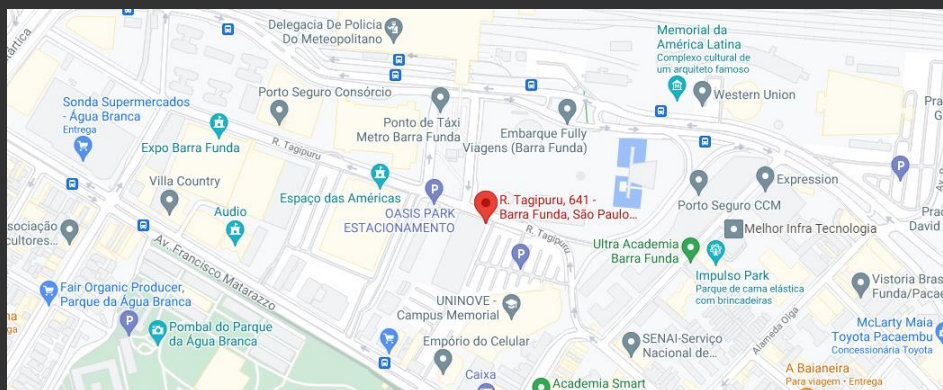 Delegacia De Policia
Do Meteopolitano
Memorial da
América Latina
Complexo cultural de
um arquiteto famoso
Western Union
Porto Seguro Consórcio
Sonda Supermercados
- Água Branca
Entrega
Ponto de Táxi
Metro Barra Funda
Embarque Fully
Viagens (Barra Funda)
Expo Barra Funda
R. Tagipuru
Villa Country
Espaço das Américas
P
P
Expression
Porto Seguro CCM
R. Tagipuru, 641 -
Barra Funda, São Paulo...
OASIS PARK
ESTACIONAMENTO
Audio
David
Melhor Infra Tecnologia
R. Tagipuru
Ultra Academia
Barra Funda
P
Av. Francisco Matarazzo
Impulso Park
Parque de cama elástica
com brincadeiras
Vistoria Bras
Funda/Pacae
Fair Organic Producer,
Parque da Água Branca
UNINOVE -
Campus Memorial
P
Pombal do Parque
da Água Branca
Alameda Olga
McLarty Maia
Toyota Pacaembu
Concessionária Toyota
SENAI-Serviço
Nacional de...
Empório do Celular
Caixa
P
Academia Smart
A Baianeira
Para viagem • Entrega